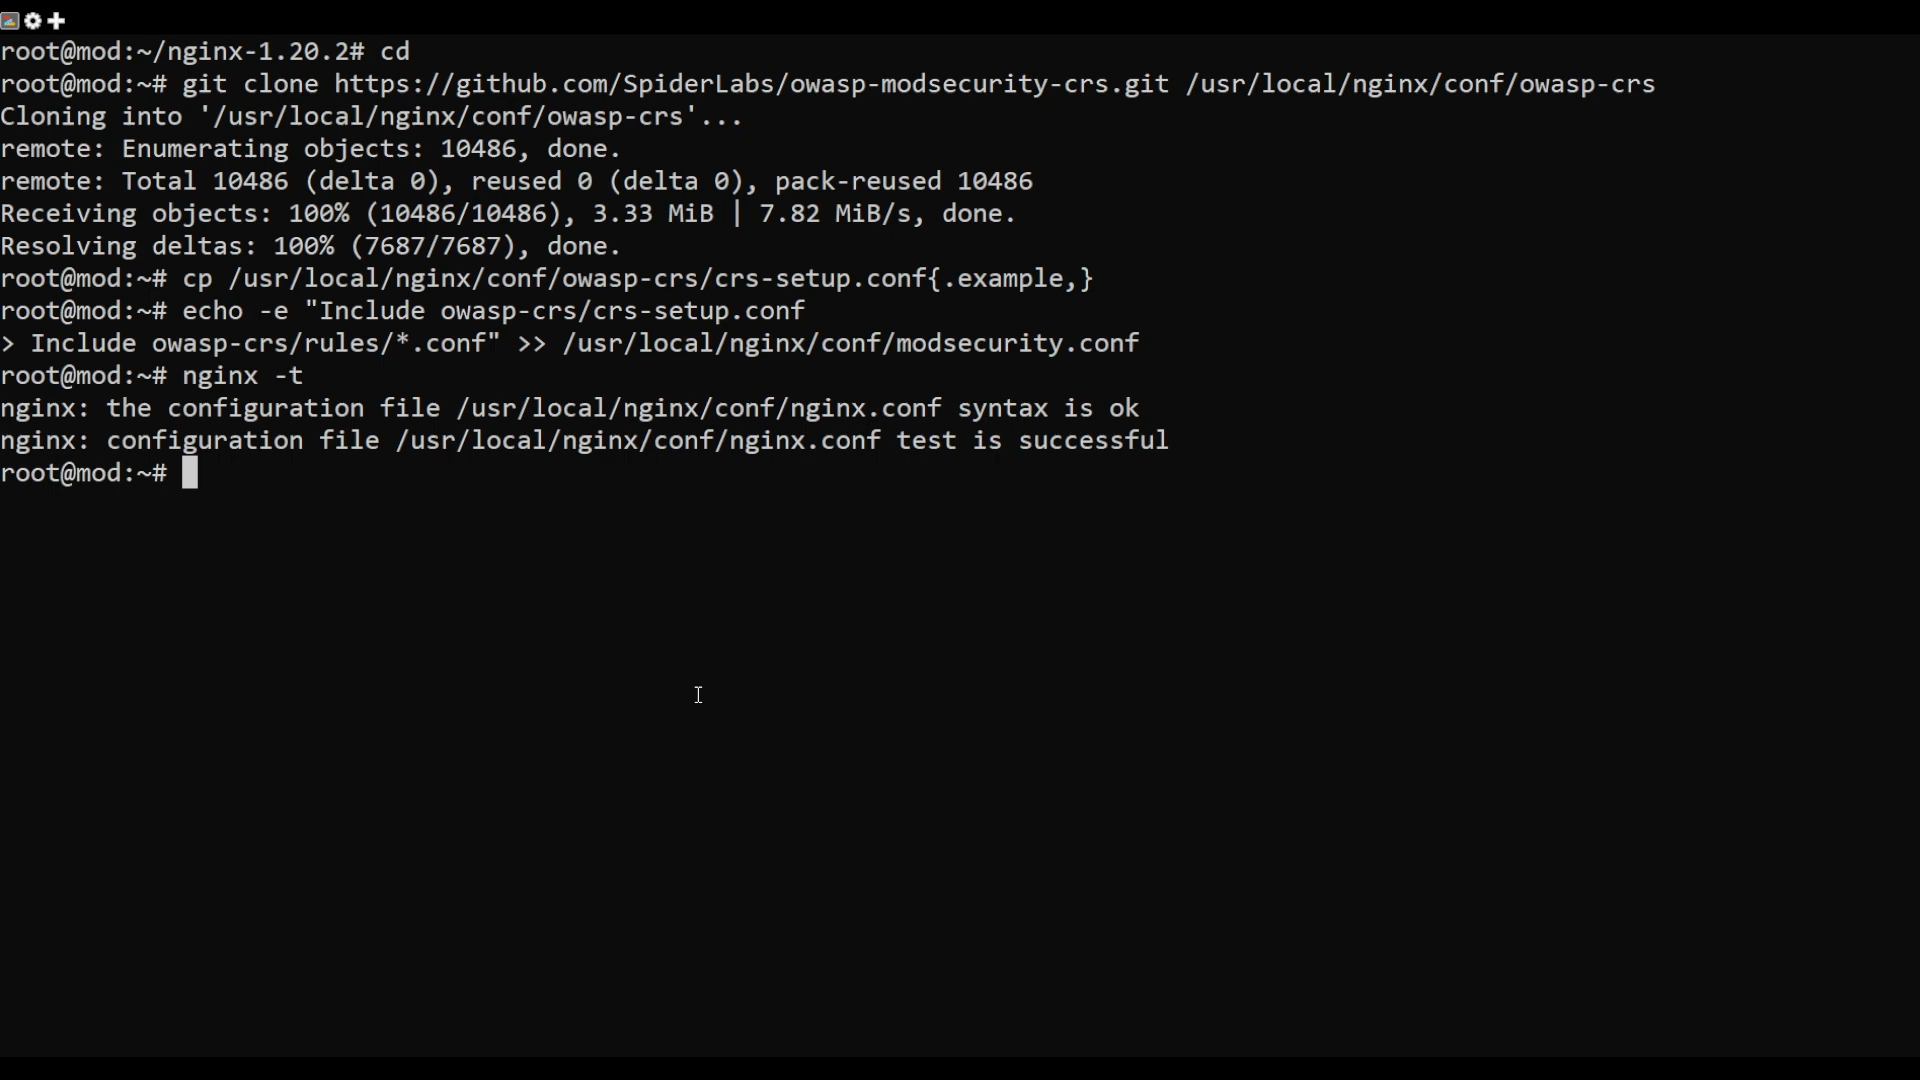 root@mod:~/nginx-1.20.2# cd
root@mod:~# git clone https://github.com/SpiderLabs/owasp-modsecurity-crs.git /usr/local/nginx/conf/owasp-crs
Cloning into '/usr/local/nginx/conf/owasp-crs'...
remote: Enumerating objects: 10486, done.
remote: Total 10486 (delta 0), reused 0 (delta 0), pack-reused 10486
Receiving objects: 100% (10486/10486), 3.33 MiB | 7.82 MiB/s, done.
Resolving deltas: 100% (7687/7687), done.
root@mod:~# cp /usr/local/nginx/conf/owasp-crs/crs-setup.conf{.example,}
root@mod:~# echo -e "Include owasp-crs/crs-setup.conf
> Include owasp-crs/rules/*.conf" >> /usr/local/nginx/conf/modsecurity.conf
root@mod:~# nginx -t
nginx: the configuration file /usr/local/nginx/conf/nginx.conf syntax is ok
nginx: configuration file /usr/local/nginx/conf/nginx.conf test is successful
root@mod:~#